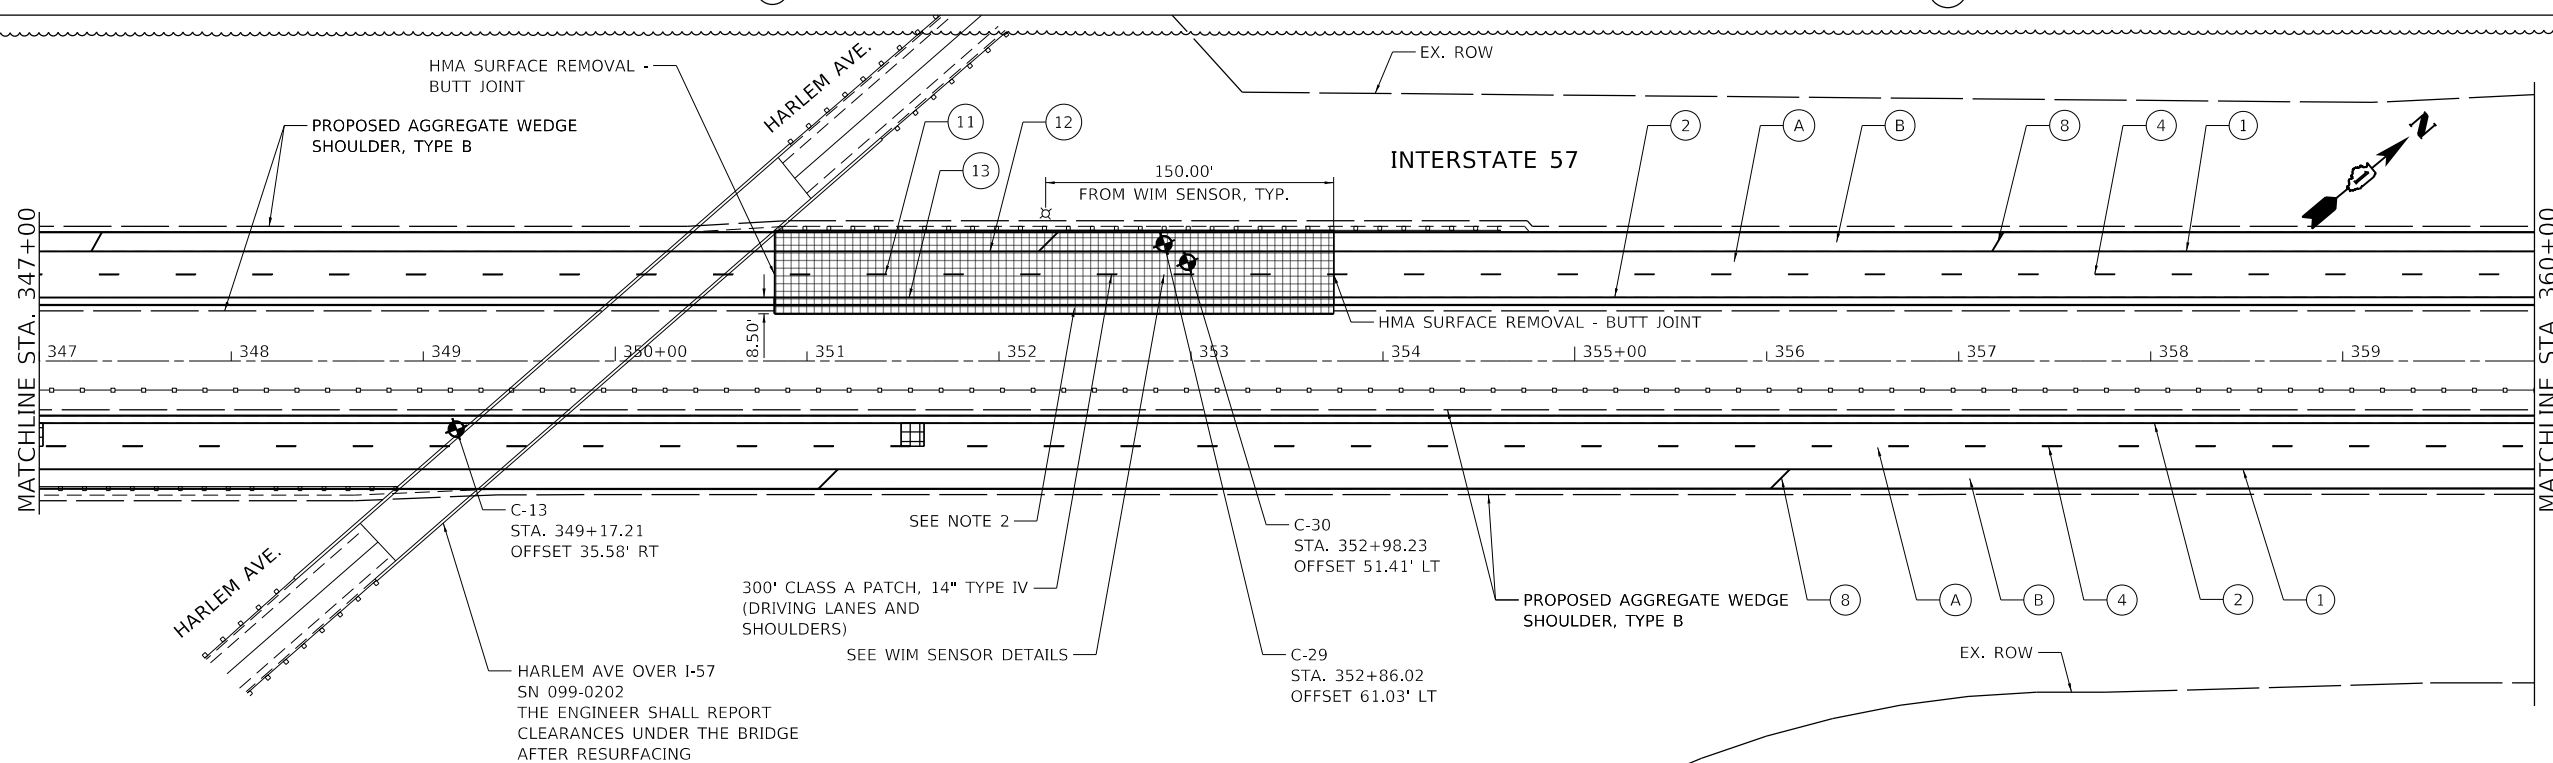 EX. ROW
HARLEM AVE.
HMA SURFACE REMOVAL -
BUTT JOINT
PROPOSED AGGREGATE WEDGE
SHOULDER, TYPE B
11
12
13
2
A
B
8
4
1
N
INTERSTATE 57
150.00'
FROM WIM SENSOR, TYP.
MATCHLINE STA. 347+00
MATCHLINE STA. 360+00
HMA SURFACE REMOVAL - BUTT JOINT
8.50'
347
348
349
350+00
351
352
353
354
355+00
356
357
358
359
C-13
STA. 349+17.21
OFFSET 35.58' RT
SEE NOTE 2
C-30
STA. 352+98.23
OFFSET 51.41' LT
HARLEM AVE.
300' CLASS A PATCH, 14" TYPE IV
(DRIVING LANES AND
SHOULDERS)
SEE WIM SENSOR DETAILS
PROPOSED AGGREGATE WEDGE
SHOULDER, TYPE B
8
A
B
4
2
1
C-29
STA. 352+86.02
OFFSET 61.03' LT
EX. ROW
HARLEM AVE OVER I-57
SN 099-0202
THE ENGINEER SHALL REPORT
CLEARANCES UNDER THE BRIDGE
AFTER RESURFACING